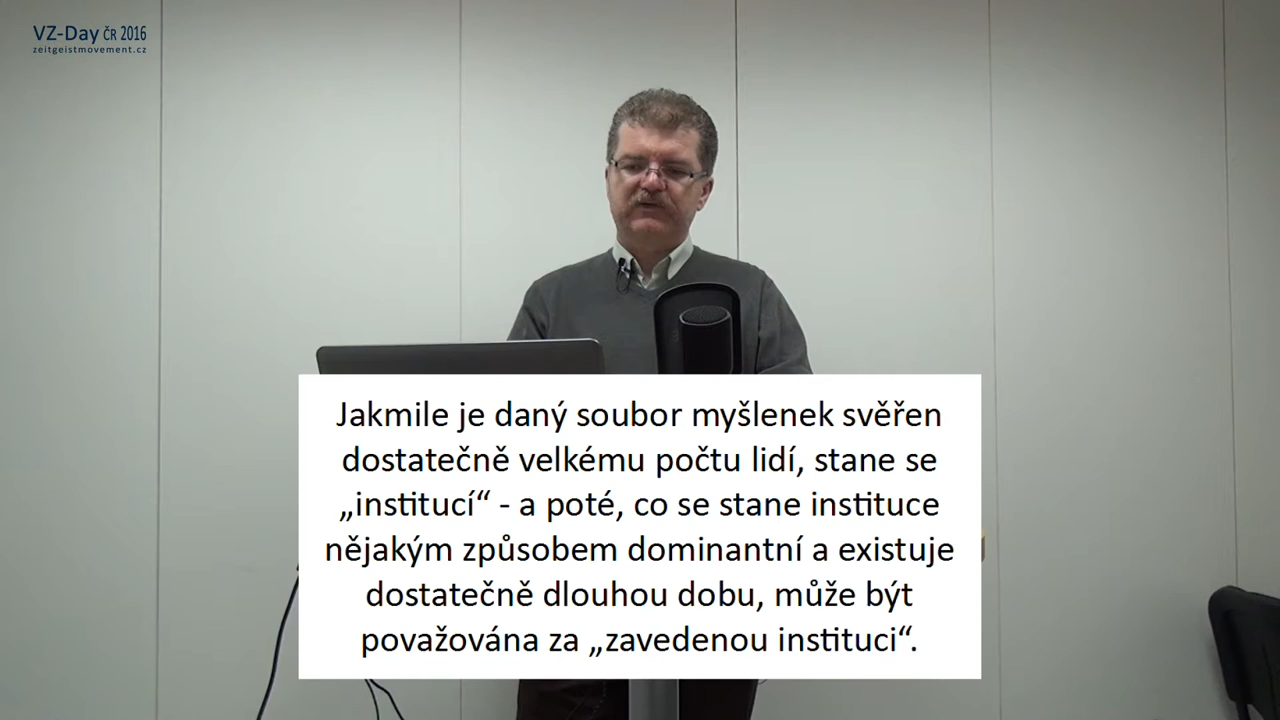 VZ-Day ČR 2016
zeitgeistmovement.cz
Jakmile je daný soubor myšlenek svěřen
dostatečně velkému počtu lidí, stane se
„institucí“ - a poté, co se stane instituce
nějakým způsobem dominantní a existuje
dostatečně dlouhou dobu, může být
považována za „zavedenou instituci“.